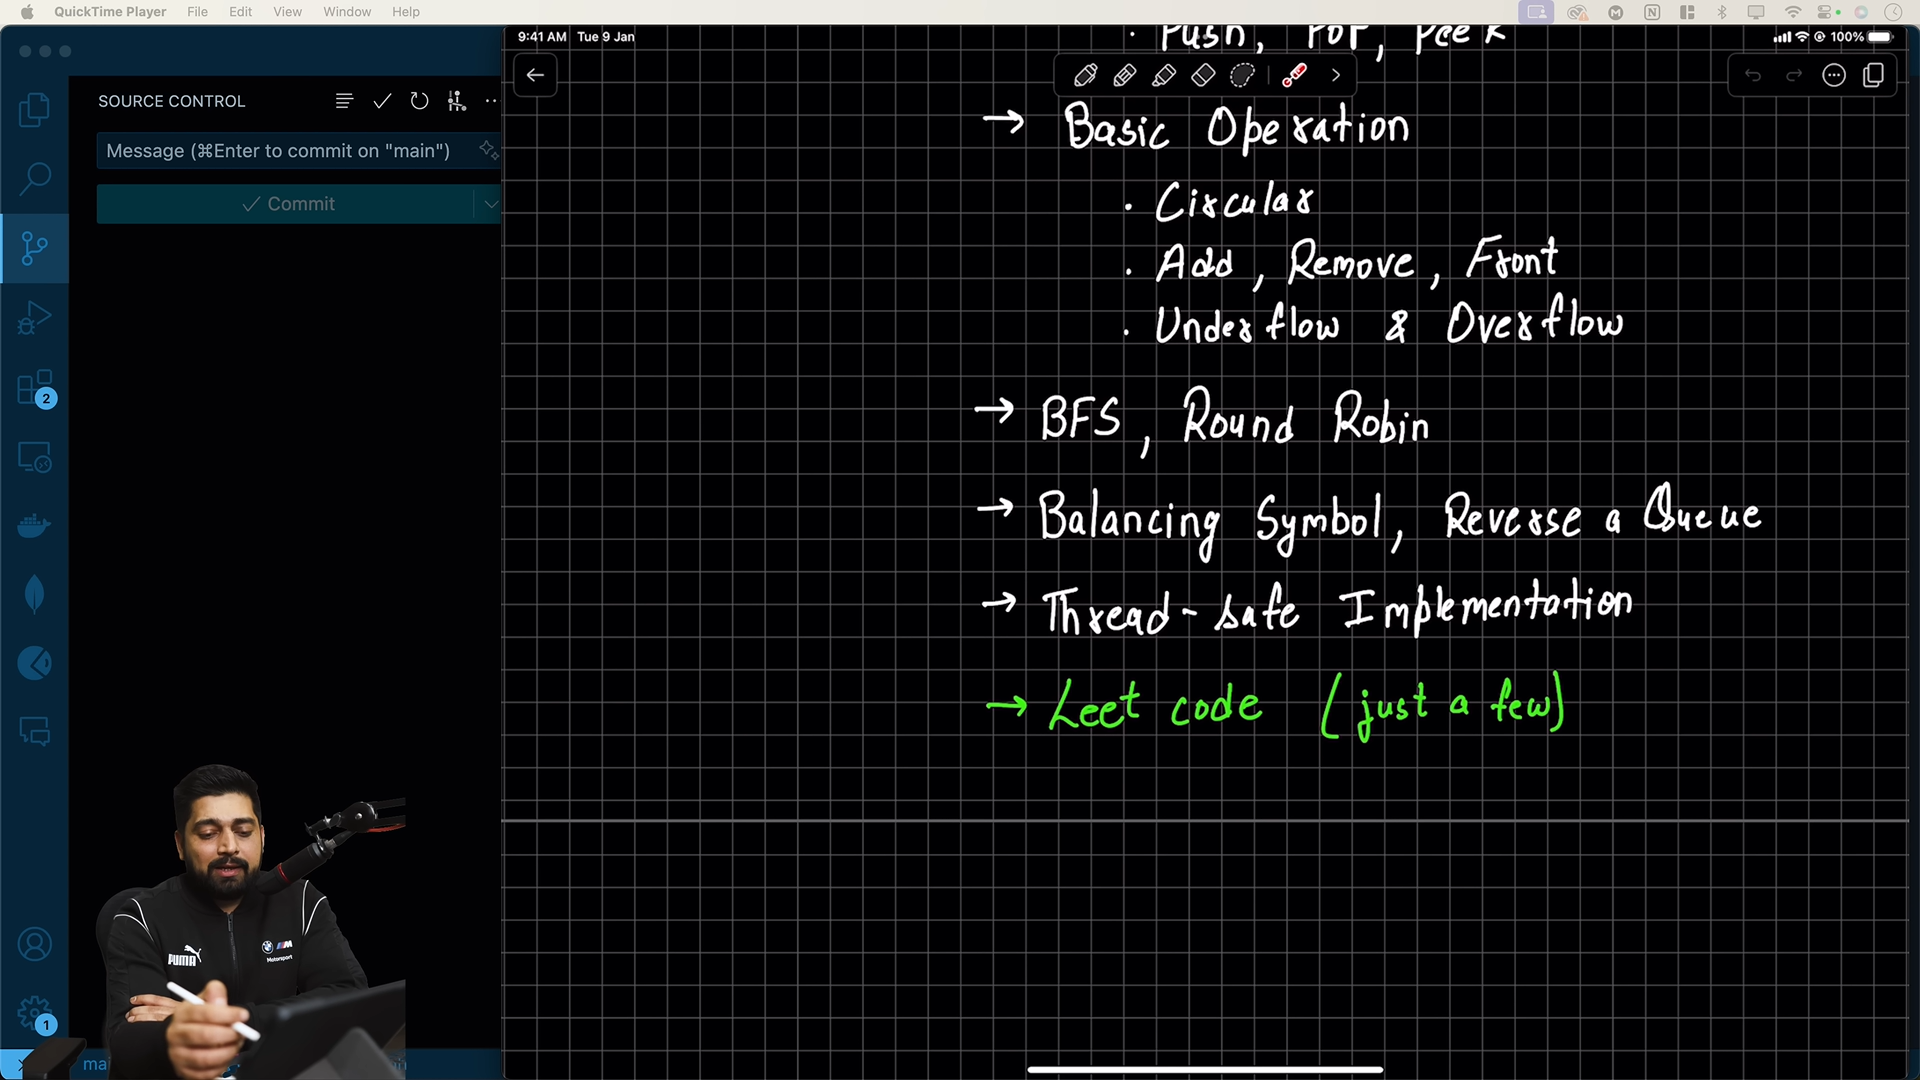 QuickTime Player File Edit View Window Help
9:41 AM Tue 9 Jan
100%
· Push, Pop, Peek
SOURCE CONTROL
Message (⌘Enter to commit on "main")
Commit
→ Basic Operation
· Circular
· Add, Remove, Front
· Underflow & Overflow
→ BFS, Round Robin
→ Balancing Symbol, Reverse a Queue
→ Thread-safe Implementation
→ Leet code (just a few)
2
1
PUMA
M
Motorsport